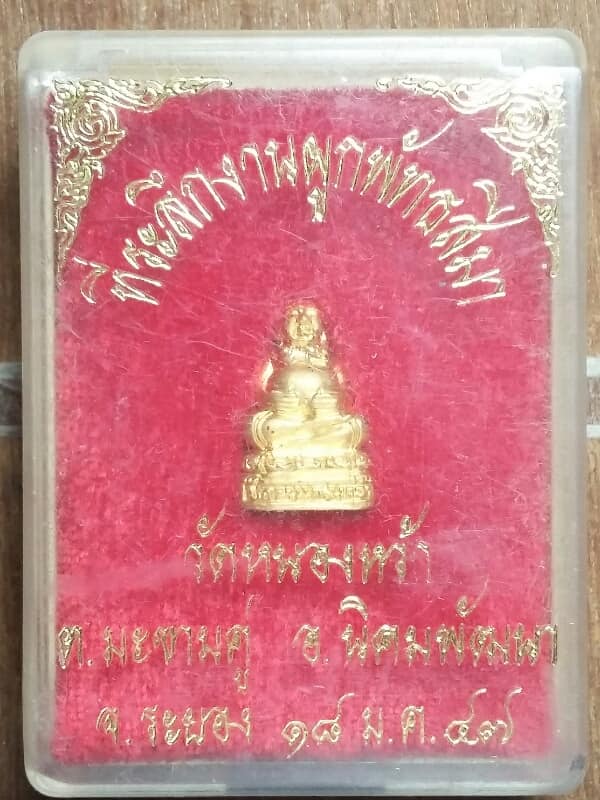 ที่ระลึกงานผูกพัทธสีมา
วัดหนองหว้า
ต.มะขามคู่ อ.นิคมพัฒนา
จ.ระยอง ๑๘ ม.ค.๔๗